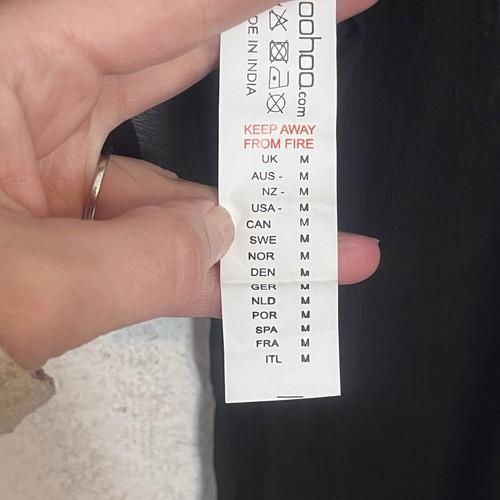 oohoo.com
DE IN INDIA
KEEP AWAY
FROM FIRE
UK M
AUS - M
NZ - M
USA - M
CAN M
SWE M
NOR M
DEN M
GER M
NLD M
POR M
SPA M
FRA M
ITL M